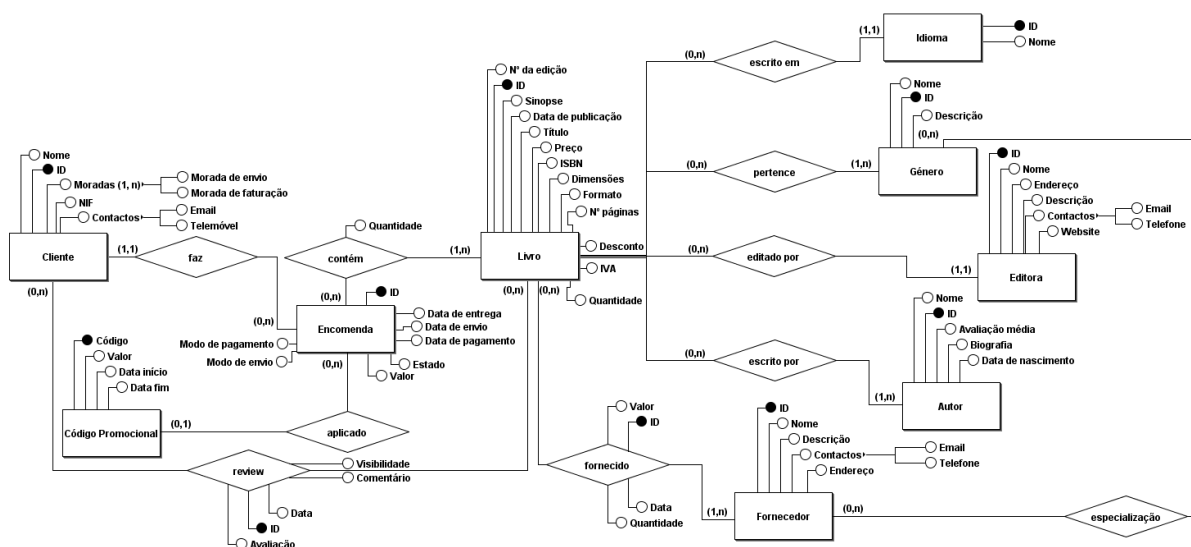 (0,n)
escrito em
(1,1)
Idioma
ID
Nome
Nº da edição
ID
Sinopse
Data de publicação
Título
Preço
ISBN
Dimensões
Formato
Nº páginas
Desconto
IVA
Quantidade
Livro
Nome
ID
Descrição
(0,n)
Género
(0,n)
pertence
(1,n)
Nome
ID
Moradas (1, n)
Morada de envio
Morada de faturação
NIF
Contactos
Email
Telemóvel
Cliente
(1,1)
faz
(0,n)
Quantidade
contém
(1,n)
(0,n)
ID
Nome
Endereço
Descrição
Contactos
Email
Telefone
Website
Editora
(0,n)
editado por
(1,1)
ID
Encomenda
Data de entrega
Data de envio
Data de pagamento
Modo de pagamento
Modo de envio
Estado
Valor
(0,n)
(0,n)
(0,n)
(0,n)
Código
Valor
Data início
Data fim
Código Promocional
(0,1)
aplicado
Nome
ID
Avaliação média
Biografia
Data de nascimento
Autor
(0,n)
escrito por
(1,n)
review
Visibilidade
Comentário
Data
ID
Avaliação
Valor
ID
fornecido
Data
Quantidade
(1,n)
ID
Nome
Descrição
Contactos
Email
Telefone
Endereço
Fornecedor
(0,n)
especialização